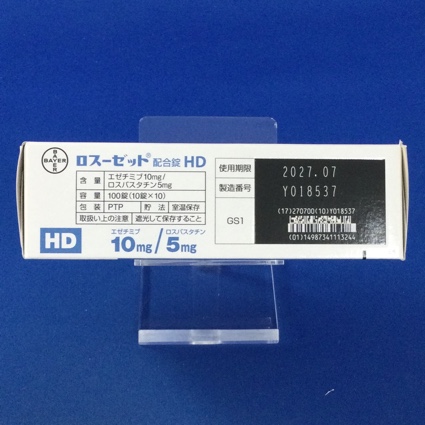 BAYER
ロスーゼット®配合錠 HD
含量 エゼチミブ10mg/
ロスバスタチン5mg
容量 100錠(10錠×10)
包装 PTP 貯法 室温保存
取扱い上の注意 遮光して保存すること
HD エゼチミブ 10mg/ロスバスタチン 5mg
使用期限 2027.07
製造番号 Y018537
GS1
(17)270700(10)Y018537
(01)14987341113244